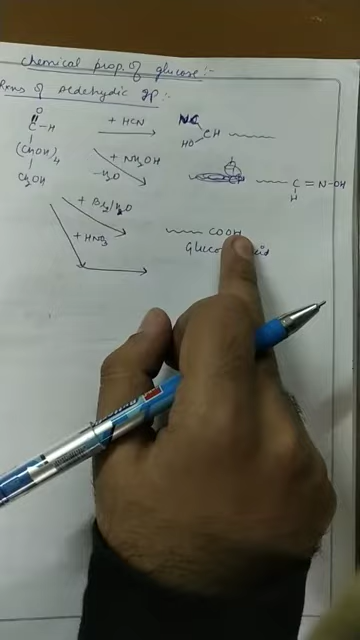 chemical prop. of glucose:-
Rxns of aldehydic gp:-
O
C-H
(CHOH)4
CH2OH
+ HCN
NC
HO CH
+ NH2OH
-H2O
C=N-OH
H
+ Br2/H2O
COOH
+ HNO3